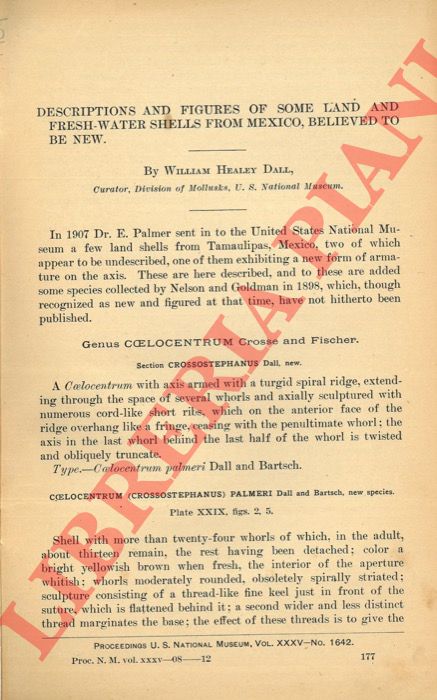 DESCRIPTIONS AND FIGURES OF SOME LAND AND
FRESH-WATER SHELLS FROM MEXICO, BELIEVED TO
BE NEW.
By William Healey Dall,
Curator, Division of Mollusks, U. S. National Museum.
In 1907 Dr. E. Palmer sent in to the United States National Mu-
seum a few land shells from Tamaulipas, Mexico, two of which
appear to be undescribed, one of them exhibiting a new form of arma-
ture on the axis. These are here described, and to these are added
some species collected by Nelson and Goldman in 1898, which, though
recognized as new and figured at that time, have not hitherto been
published.
Genus CŒLOCENTRUM Crosse and Fischer.
Section CROSSOSTEPHANUS Dall, new.
A Cœlocentrum with axis armed with a turgid spiral ridge, extend-
ing through the space of several whorls and axially sculptured with
numerous cord-like short ribs, which on the anterior face of the
ridge overhang like a fringe, ceasing with the penultimate whorl; the
axis in the last whorl behind the last half of the whorl is twisted
and obliquely truncate.
Type.—Cœlocentrum palmeri Dall and Bartsch.
CŒLOCENTRUM (CROSSOSTEPHANUS) PALMERI Dall and Bartsch, new species.
Plate XXIX, figs. 2, 5.
Shell with more than twenty-four whorls of which, in the adult,
about thirteen remain, the rest having been detached; color a
bright yellowish brown when fresh, the interior of the aperture
whitish; whorls moderately rounded, obsoletely spirally striated;
sculpture consisting of a thread-like fine keel just in front of the
suture, which is flattened behind it; a second wider and less distinct
thread marginates the base; the effect of these threads is to give the
Proceedings U. S. National Museum, Vol. XXXV—No. 1642.
Proc. N. M. vol. xxxv—08——12 177
LIBRERIA PIANI